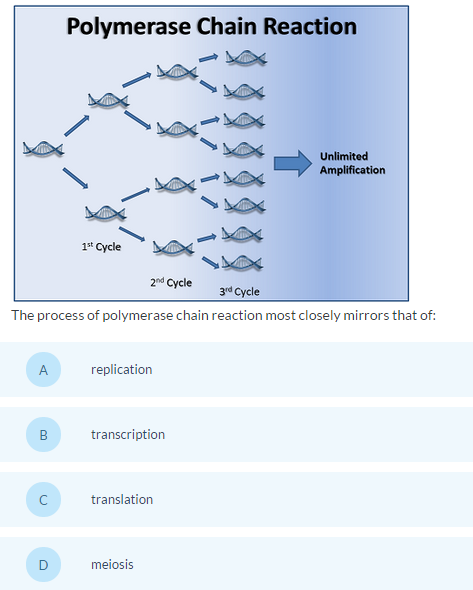 Polymerase Chain Reaction
Unlimited
Amplification
1st Cycle
2nd Cycle
3rd Cycle
The process of polymerase chain reaction most closely mirrors that of:
A replication
B transcription
C translation
D meiosis